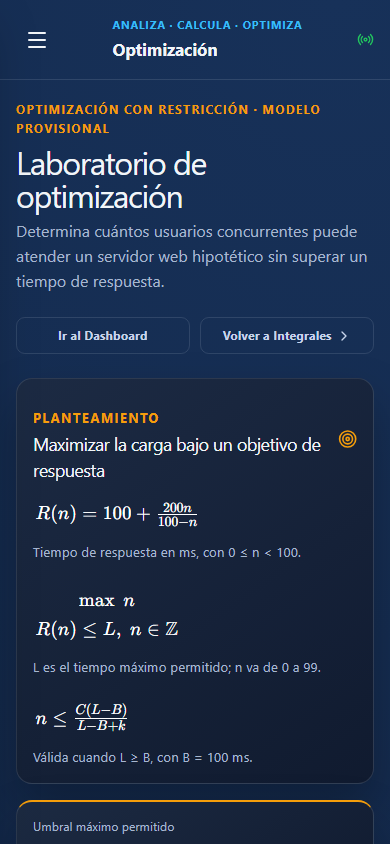 ANALIZA · CALCULA · OPTIMIZA
Optimización
OPTIMIZACIÓN CON RESTRICCIÓN · MODELO
PROVISIONAL
Laboratorio de
optimización
Determina cuántos usuarios concurrentes puede
atender un servidor web hipotético sin superar un
tiempo de respuesta.
Ir al Dashboard
Volver a Integrales
PLANTEAMIENTO
Maximizar la carga bajo un objetivo de
respuesta
R(n) = 100 + 200n/100−n
Tiempo de respuesta en ms, con 0 ≤ n < 100.
max n
R(n) ≤ L, n ∈ ℤ
L es el tiempo máximo permitido; n va de 0 a 99.
n ≤ C(L−B)/L−B+k
Válida cuando L ≥ B, con B = 100 ms.
Umbral máximo permitido